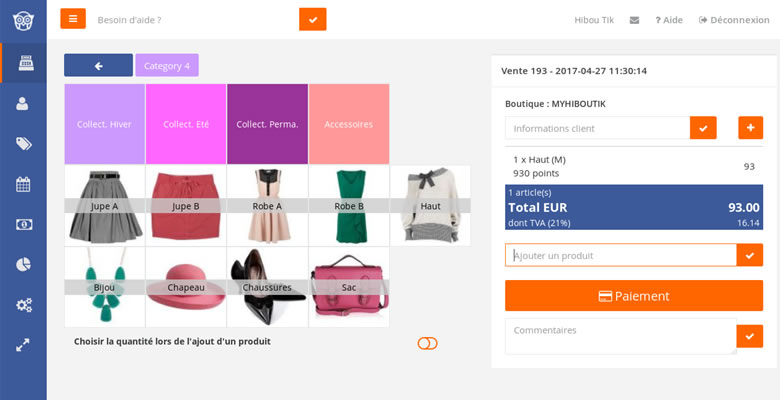 Besoin d'aide ?
Hibou Tik
? Aide
Déconnexion
Category 4
Collect. Hiver
Collect. Eté
Collect. Perma.
Accessoires
Jupe A
Jupe B
Robe A
Robe B
Haut
Bijou
Chapeau
Chaussures
Sac
Choisir la quantité lors de l'ajout d'un produit
Vente 193 - 2017-04-27 11:30:14
Boutique : MYHIBOUTIK
Informations client
1 x Haut (M) 93
930 points
1 article(s)
Total EUR 93.00
dont TVA (21%) 16.14
Ajouter un produit
Paiement
Commentaires